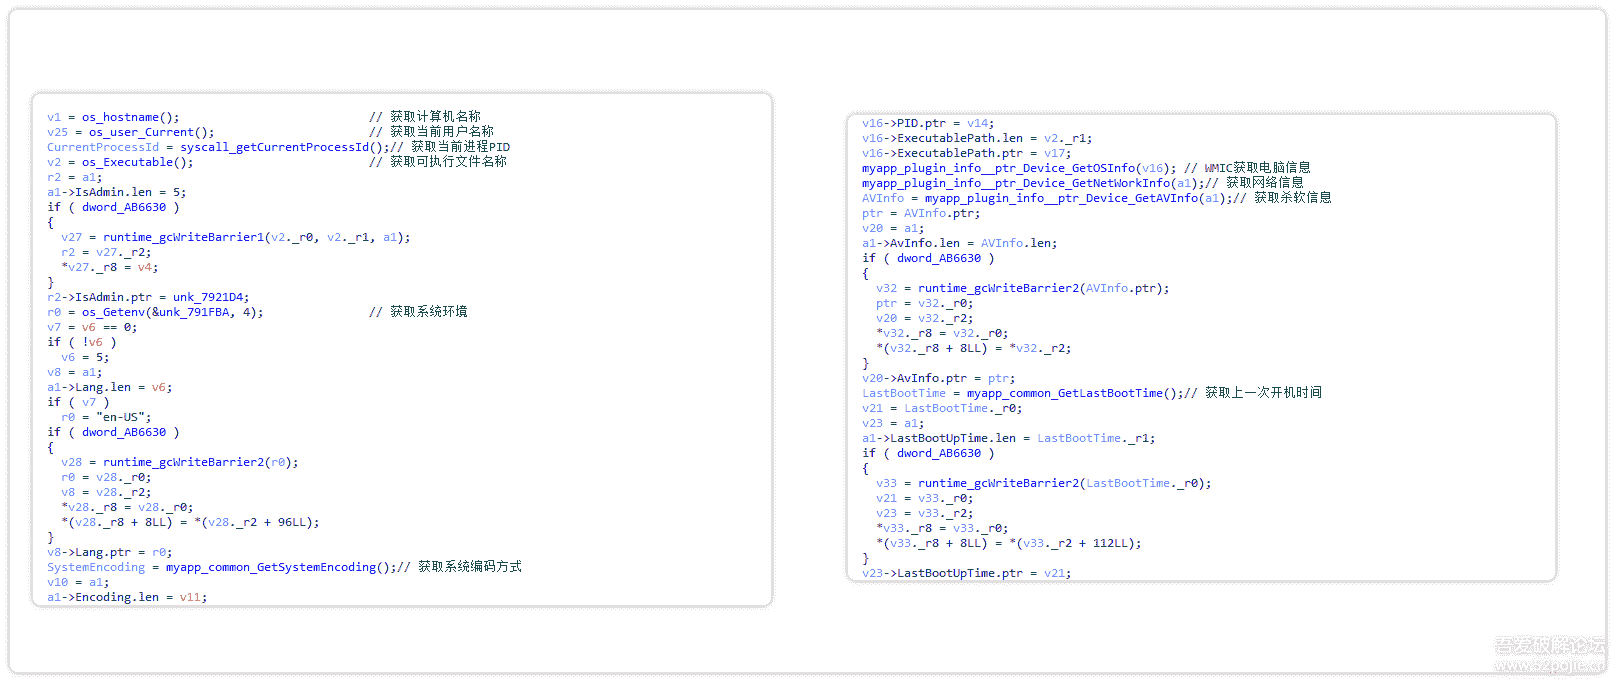 v1 = os_hostname(); // 获取计算机名称
v25 = os_user_Current(); // 获取当前用户名称
CurrentProcessId = syscall_getCurrentProcessId();// 获取当前进程PID
v2 = os_Executable(); // 获取可执行文件名称
r2 = a1;
a1->IsAdmin.len = 5;
if ( dword_AB6630 )
{
v27 = runtime_gcWriteBarrier1(v2._r0, v2._r1, a1);
r2 = v27._r2;
*v27._r8 = v4;
}
r2->IsAdmin.ptr = unk_7921D4;
r0 = os_Getenv(&unk_791FBA, 4); // 获取系统环境
v7 = v6 == 0;
if ( !v6 )
v6 = 5;
v8 = a1;
a1->Lang.len = v6;
if ( v7 )
r0 = "en-US";
if ( dword_AB6630 )
{
v28 = runtime_gcWriteBarrier2(r0);
r0 = v28._r0;
v8 = v28._r2;
*v28._r8 = v28._r0;
*(v28._r8 + 8LL) = *(v28._r2 + 96LL);
}
v8->Lang.ptr = r0;
SystemEncoding = myapp_common_GetSystemEncoding();// 获取系统编码方式
v10 = a1;
a1->Encoding.len = v11;
v16->PID.ptr = v14;
v16->ExecutablePath.len = v2._r1;
v16->ExecutablePath.ptr = v17;
myapp_plugin_info__ptr_Device_GetOSInfo(v16); // WMIC获取电脑信息
myapp_plugin_info__ptr_Device_GetNetWorkInfo(a1);// 获取网络信息
AVInfo = myapp_plugin_info__ptr_Device_GetAVInfo(a1);// 获取杀软信息
ptr = AVInfo.ptr;
v20 = a1;
a1->AvInfo.len = AVInfo.len;
if ( dword_AB6630 )
{
v32 = runtime_gcWriteBarrier2(AVInfo.ptr);
ptr = v32._r0;
v20 = v32._r2;
*v32._r8 = v32._r0;
*(v32._r8 + 8LL) = *v32._r2;
}
v20->AvInfo.ptr = ptr;
LastBootTime = myapp_common_GetLastBootTime();// 获取上一次开机时间
v21 = LastBootTime._r0;
v23 = a1;
a1->LastBootUpTime.len = LastBootTime._r1;
if ( dword_AB6630 )
{
v33 = runtime_gcWriteBarrier2(LastBootTime._r0);
v21 = v33._r0;
v23 = v33._r2;
*v33._r8 = v33._r0;
*(v33._r8 + 8LL) = *(v33._r2 + 112LL);
}
v23->LastBootUpTime.ptr = v21;
吾爱破解论坛
www.52pojie.cn